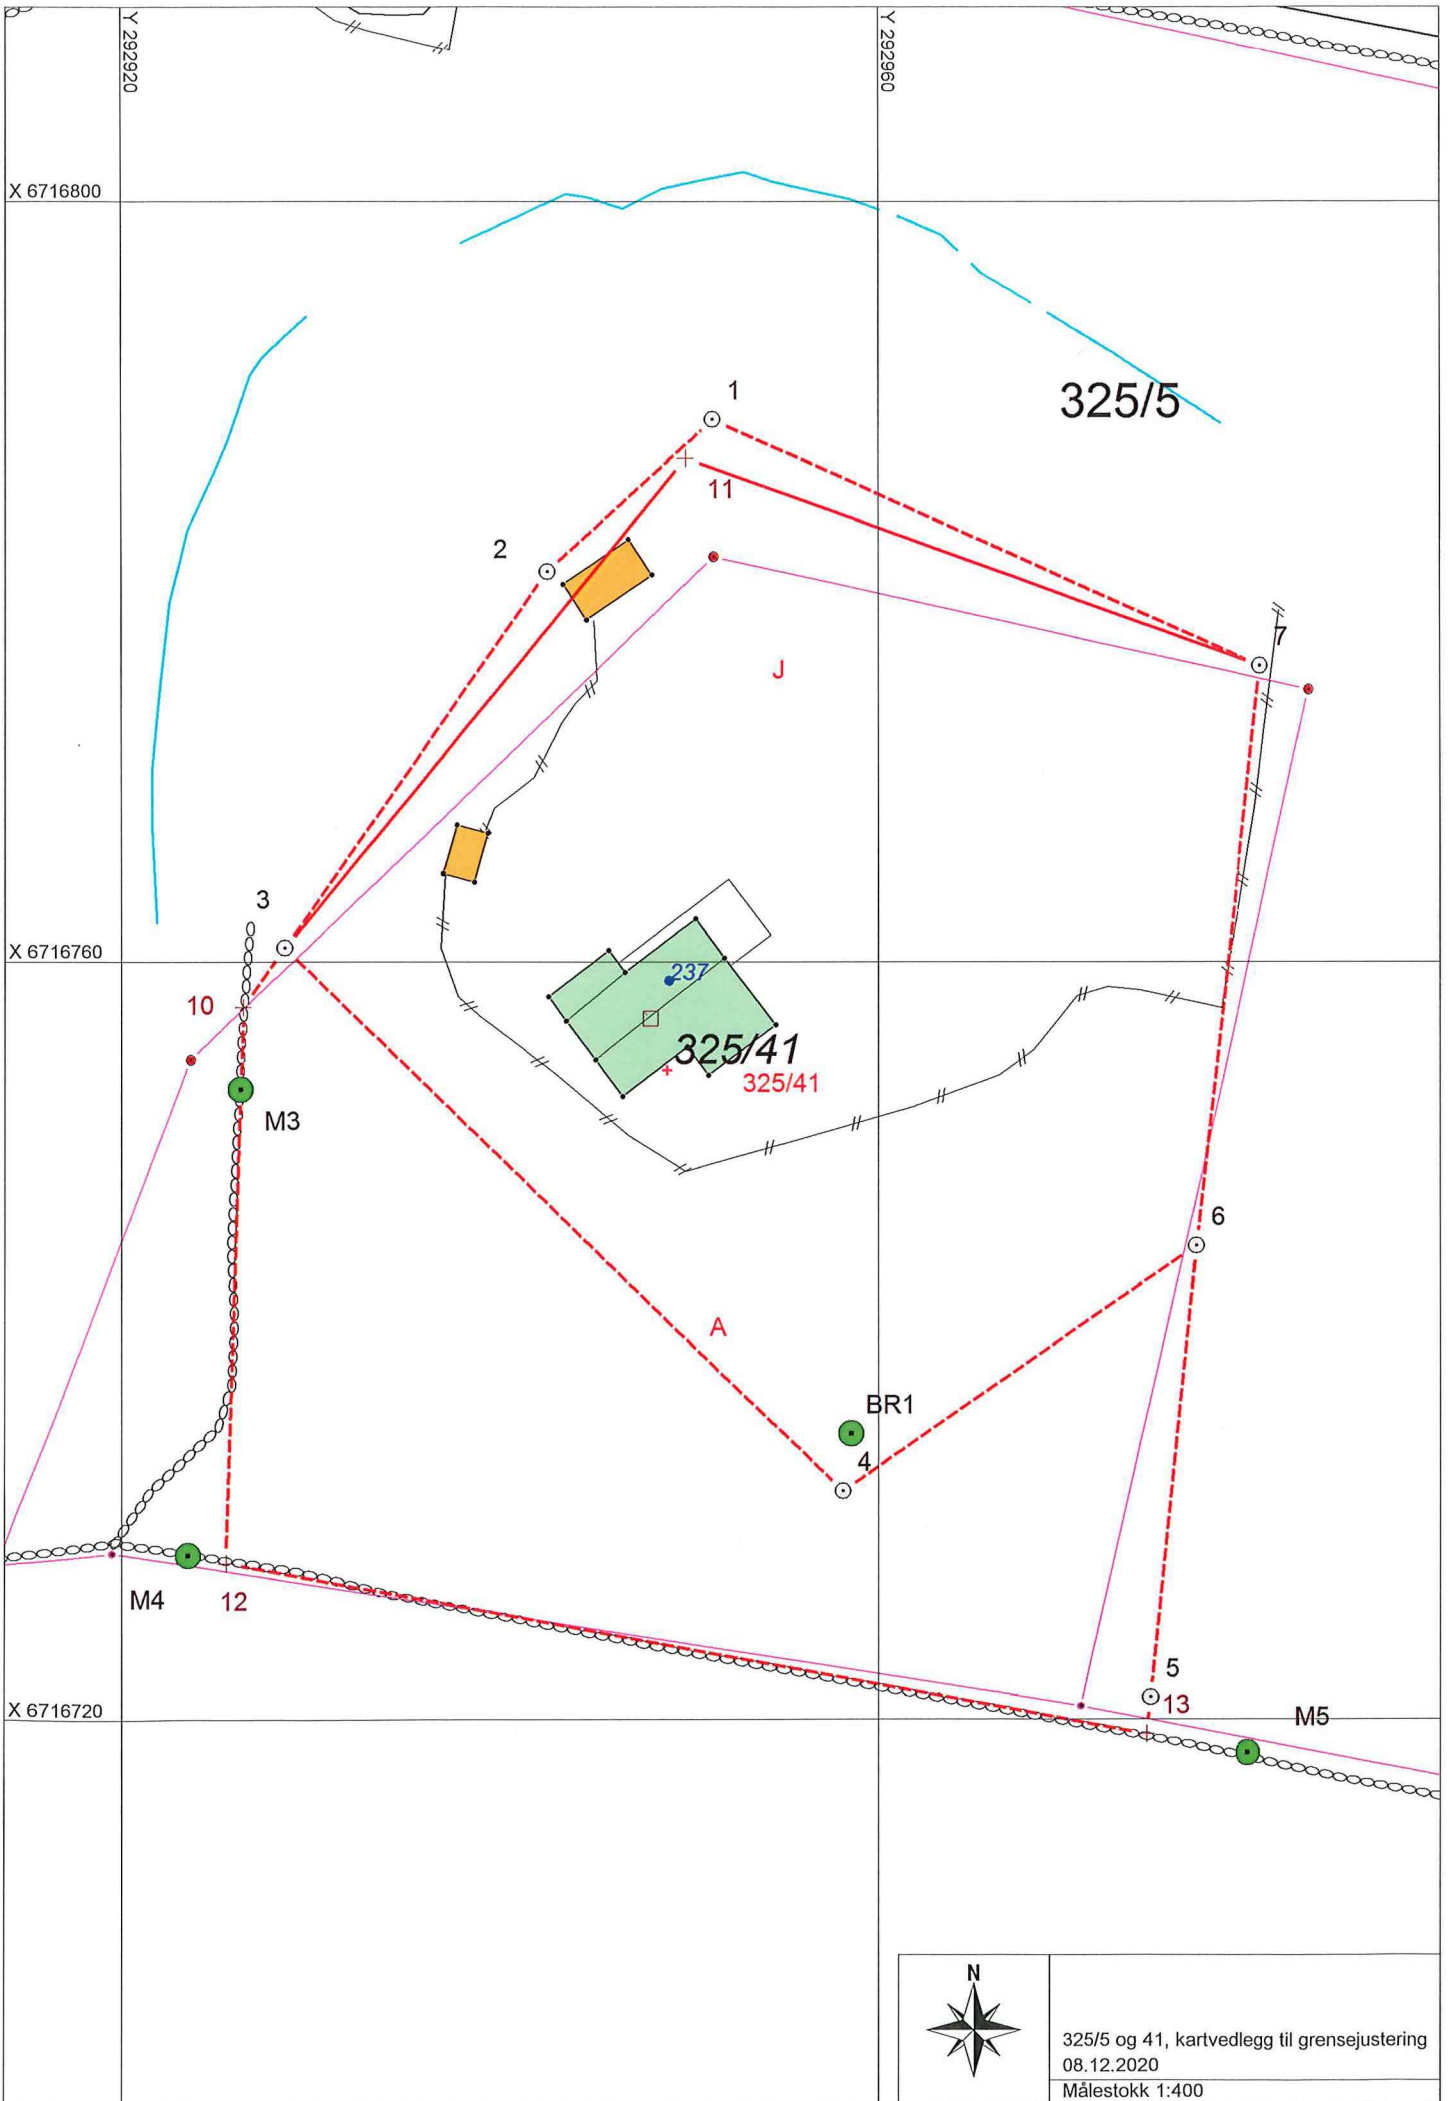 Y 292920
Y 292960
X 6716800
325/5
1
11
2
7
J
3
X 6716760
10
237
325/41
325/41
M3
6
A
BR1
4
M4
12
5
13
M5
X 6716720
N
325/5 og 41, kartvedlegg til grensejustering
08.12.2020
Målestokk 1:400